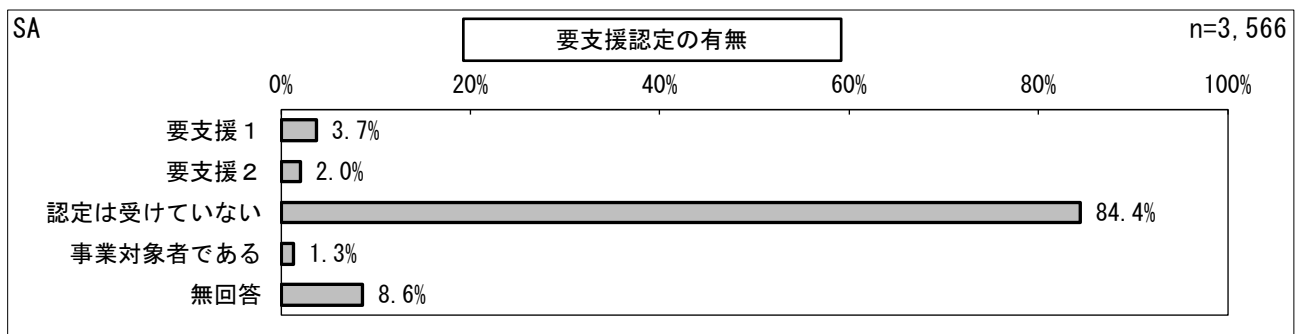 SA
要支援認定の有無
n=3,566
0% 20% 40% 60% 80% 100%
要支援１ 3.7%
要支援２ 2.0%
認定は受けていない 84.4%
事業対象者である 1.3%
無回答 8.6%